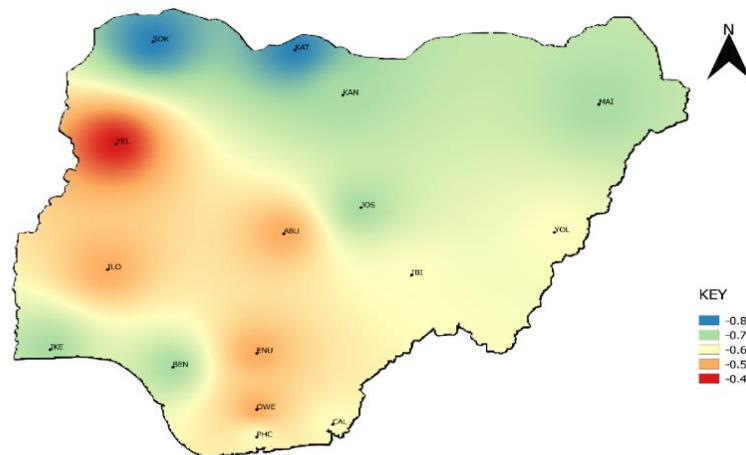 N
SOK
KAT
KAN
MAI
YEL
JOS
ABU
YOL
ILO
IBI
KEY
-0.8
-0.7
-0.6
-0.5
-0.4
IKE
BEN
ENU
OWE
CAL
PHC